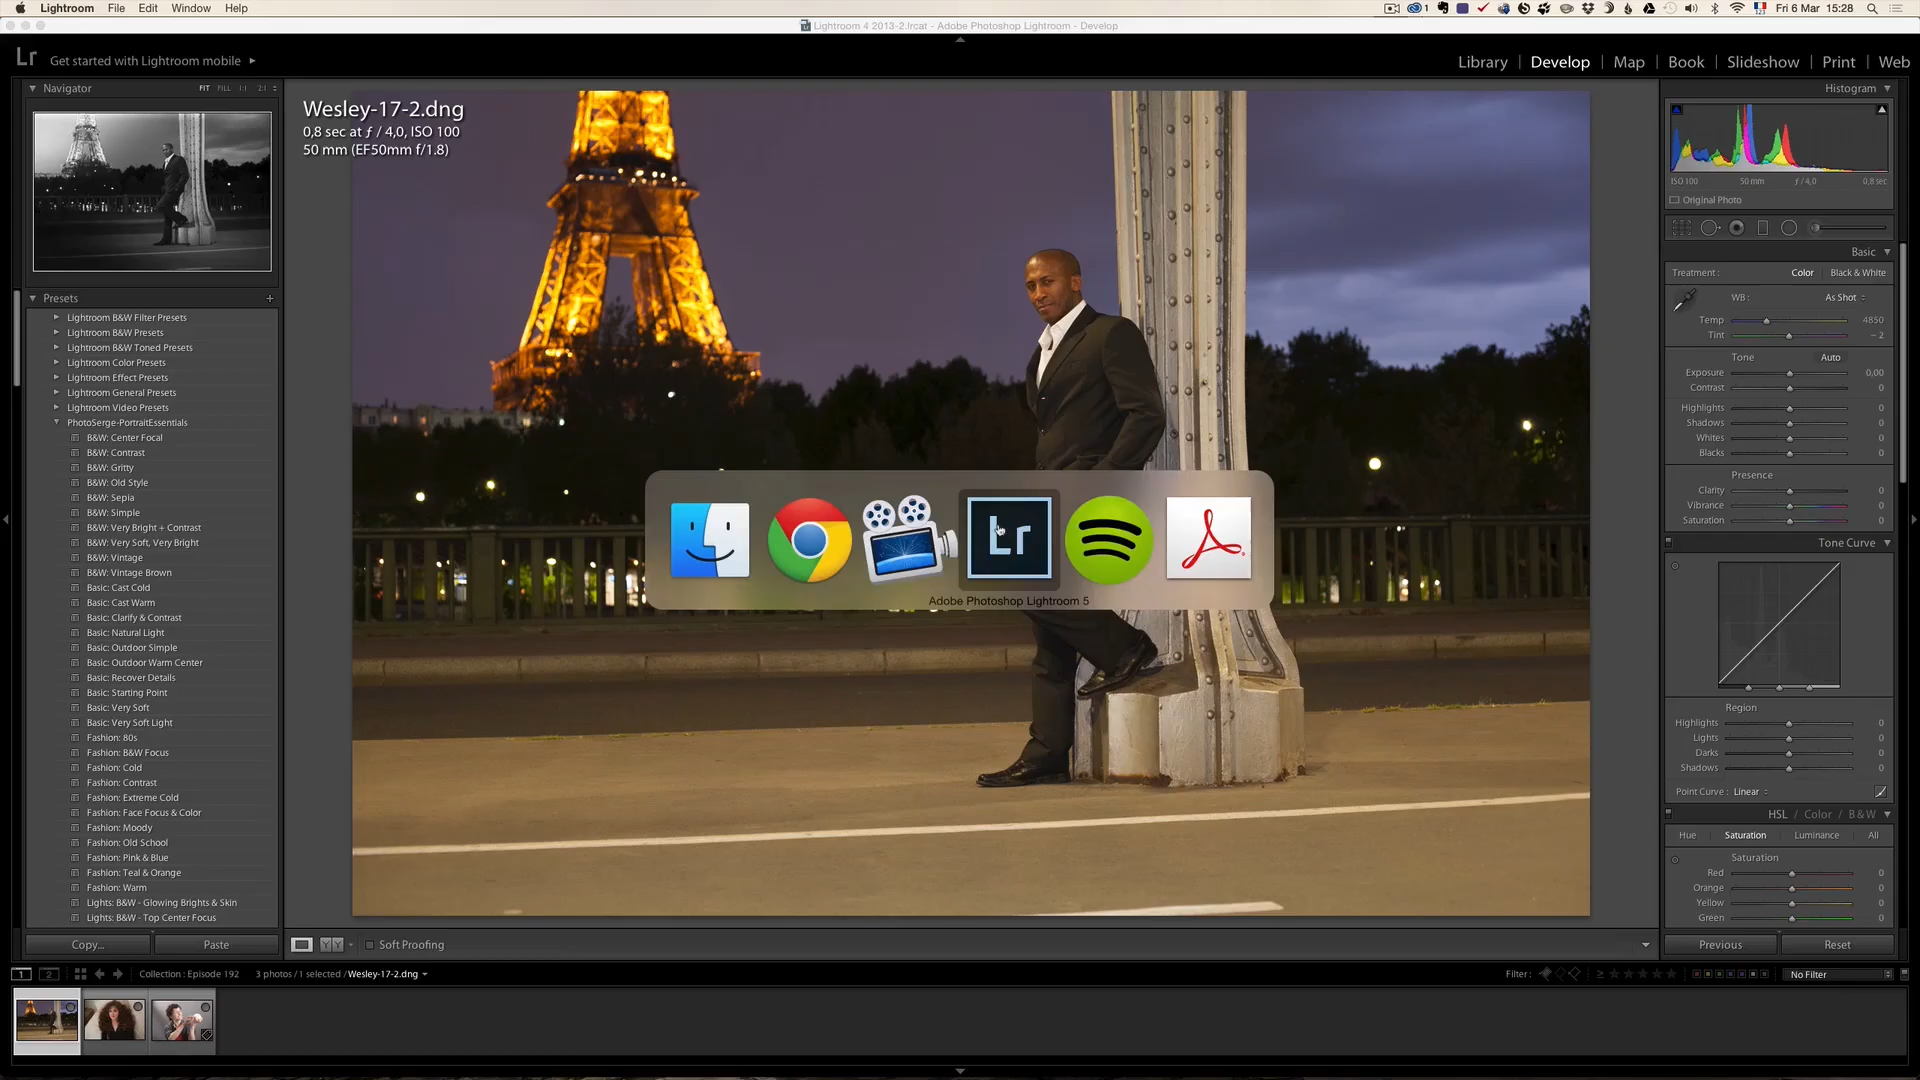 Lightroom File Edit Window Help
1 Fri 6 Mar 15:28
Lightroom 4 2013-2.lrcat - Adobe Photoshop Lightroom - Develop
Lr Get started with Lightroom mobile
Library Develop Map Book Slideshow Print Web
Navigator FIT FILL 1:1 2:1
Wesley-17-2.dng
0,8 sec at ƒ / 4,0, ISO 100
50 mm (EF50mm f/1.8)
Presets +
Lightroom B&W Filter Presets
Lightroom B&W Presets
Lightroom B&W Toned Presets
Lightroom Color Presets
Lightroom Effect Presets
Lightroom General Presets
Lightroom Video Presets
PhotoSerge-PortraitEssentials
B&W: Center Focal
B&W: Contrast
B&W: Gritty
B&W: Old Style
B&W: Sepia
B&W: Simple
B&W: Very Bright + Contrast
B&W: Very Soft, Very Bright
B&W: Vintage
B&W: Vintage Brown
Basic: Cast Cold
Basic: Cast Warm
Basic: Clarify & Contrast
Basic: Natural Light
Basic: Outdoor Simple
Basic: Outdoor Warm Center
Basic: Recover Details
Basic: Starting Point
Basic: Very Soft
Basic: Very Soft Light
Fashion: 80s
Fashion: B&W Focus
Fashion: Cold
Fashion: Contrast
Fashion: Extreme Cold
Fashion: Face Focus & Color
Fashion: Moody
Fashion: Old School
Fashion: Pink & Blue
Fashion: Teal & Orange
Fashion: Warm
Lights: B&W - Glowing Brights & Skin
Lights: B&W - Top Center Focus
Copy... Paste
Lr
Adobe Photoshop Lightroom 5
Histogram
ISO 100 50 mm ƒ / 4,0 0,8 sec
Original Photo
Basic
Treatment : Color Black & White
WB : As Shot
Temp 4850
Tint – 2
Tone Auto
Exposure 0,00
Contrast 0
Highlights 0
Shadows 0
Whites 0
Blacks 0
Presence
Clarity 0
Vibrance 0
Saturation 0
Tone Curve
Region
Highlights 0
Lights 0
Darks 0
Shadows 0
Point Curve : Linear
HSL / Color / B&W
Hue Saturation Luminance All
Saturation
Red 0
Orange 0
Yellow 0
Green 0
Previous Reset
YY Soft Proofing
1 2 Collection : Episode 192 3 photos / 1 selected / Wesley-17-2.dng
Filter : ≥ No Filter